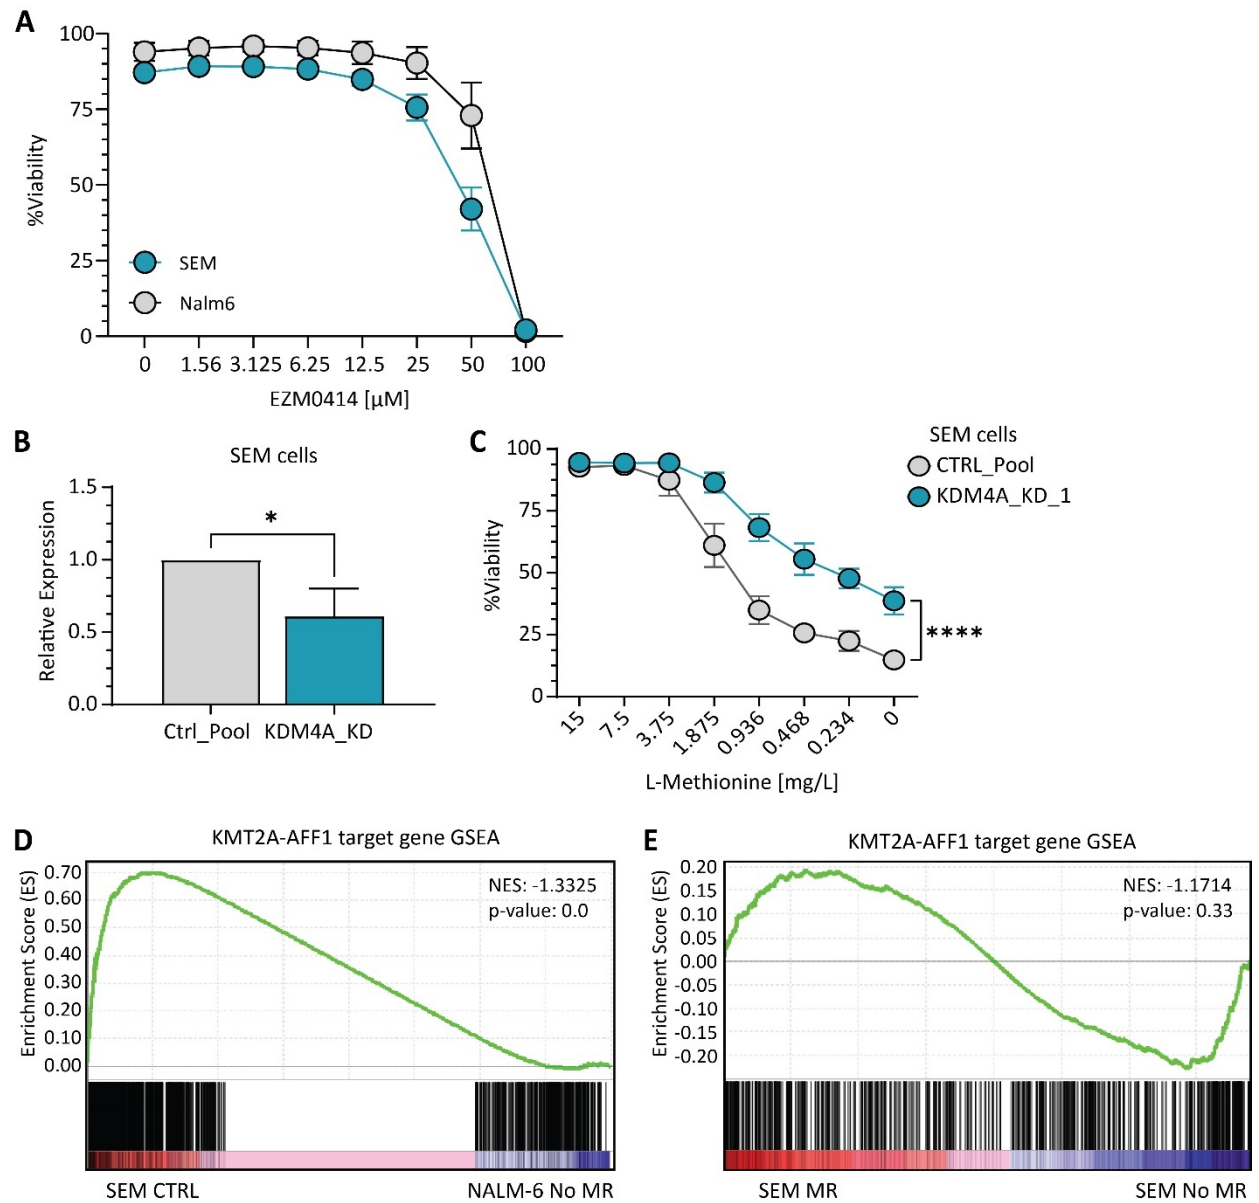 A
%Viability
100
75
50
25
0
SEM
Nalm6
0 1.56 3.125 6.25 12.5 25 50 100
EZM0414 [µM]
B
SEM cells
Relative Expression
1.5
1.0
0.5
0.0
*
Ctrl_Pool KDM4A_KD
C
SEM cells
CTRL_Pool
KDM4A_KD_1
%Viability
100
75
50
25
0
****
15 7.5 3.75 1.875 0.936 0.468 0.234 0
L-Methionine [mg/L]
D
KMT2A-AFF1 target gene GSEA
Enrichment Score (ES)
0.70
0.60
0.50
0.40
0.30
0.20
0.10
0.00
NES: -1.3325
p-value: 0.0
SEM CTRL NALM-6 No MR
E
KMT2A-AFF1 target gene GSEA
Enrichment Score (ES)
0.20
0.15
0.10
0.05
0.00
-0.05
-0.10
-0.15
-0.20
NES: -1.1714
p-value: 0.33
SEM MR SEM No MR